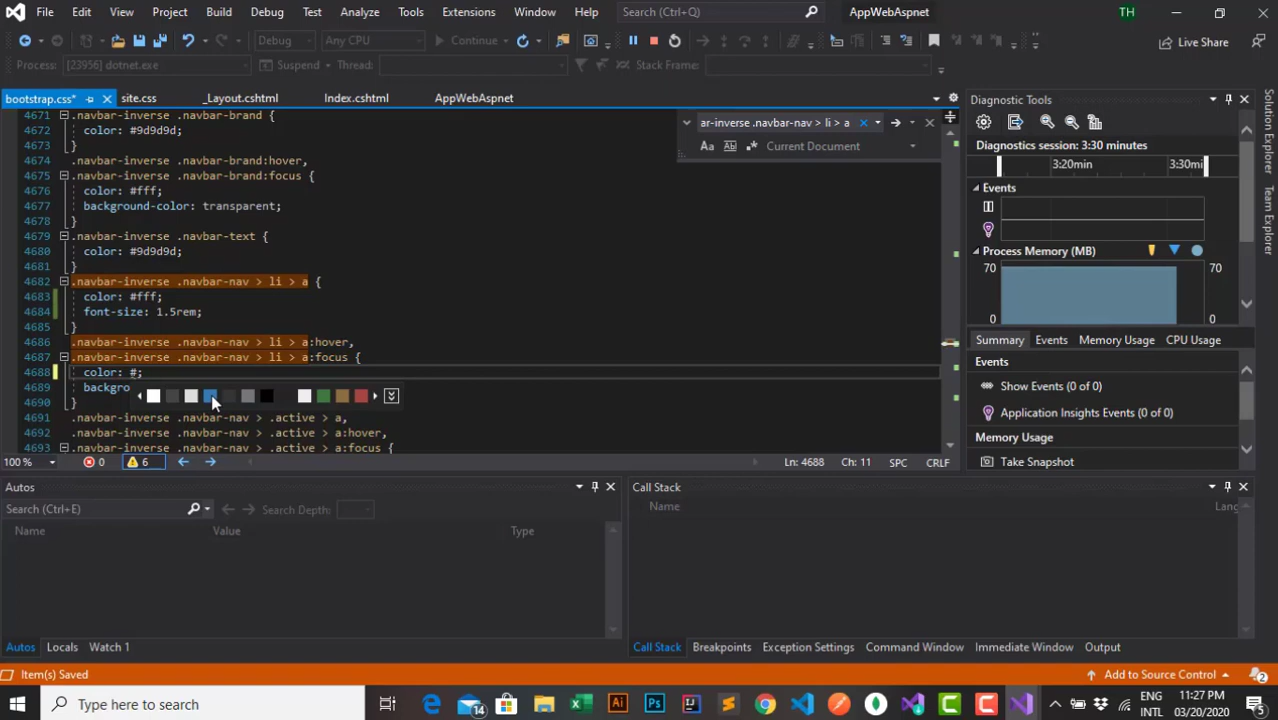 File Edit View Project Build Debug Test Analyze Tools Extensions Window Help Search (Ctrl+Q) AppWebAspnet TH
Debug Any CPU Continue Live Share
Process: [23956] dotnet.exe Suspend Thread: Stack Frame:
bootstrap.css* site.css _Layout.cshtml Index.cshtml AppWebAspnet
4671 .navbar-inverse .navbar-brand {
4672 color: #9d9d9d;
4673 }
4674 .navbar-inverse .navbar-brand:hover,
4675 .navbar-inverse .navbar-brand:focus {
4676 color: #fff;
4677 background-color: transparent;
4678 }
4679 .navbar-inverse .navbar-text {
4680 color: #9d9d9d;
4681 }
4682 .navbar-inverse .navbar-nav > li > a {
4683 color: #fff;
4684 font-size: 1.5rem;
4685 }
4686 .navbar-inverse .navbar-nav > li > a:hover,
4687 .navbar-inverse .navbar-nav > li > a:focus {
4688 color: #;
4689 backgro
4690 }
4691 .navbar-inverse .navbar-nav > .active > a,
4692 .navbar-inverse .navbar-nav > .active > a:hover,
4693 .navbar-inverse .navbar-nav > .active > a:focus {
ar-inverse .navbar-nav > li > a
Aa Ab Current Document
100 % 0 6 Ln: 4688 Ch: 11 SPC CRLF
Diagnostic Tools
Diagnostics session: 3:30 minutes
3:20min 3:30mi
Events
Process Memory (MB)
70 70
0 0
Summary Events Memory Usage CPU Usage
Events
Show Events (0 of 0)
Application Insights Events (0 of 0)
Memory Usage
Take Snapshot
Solution Explorer
Team Explorer
Autos
Search (Ctrl+E) Search Depth:
Name Value Type
Autos Locals Watch 1
Call Stack
Name Lang
Call Stack Breakpoints Exception Settings Command Window Immediate Window Output
Item(s) Saved Add to Source Control 2
Type here to search
14
Ai Ps
ENG
INTL
11:27 PM
03/20/2020
5